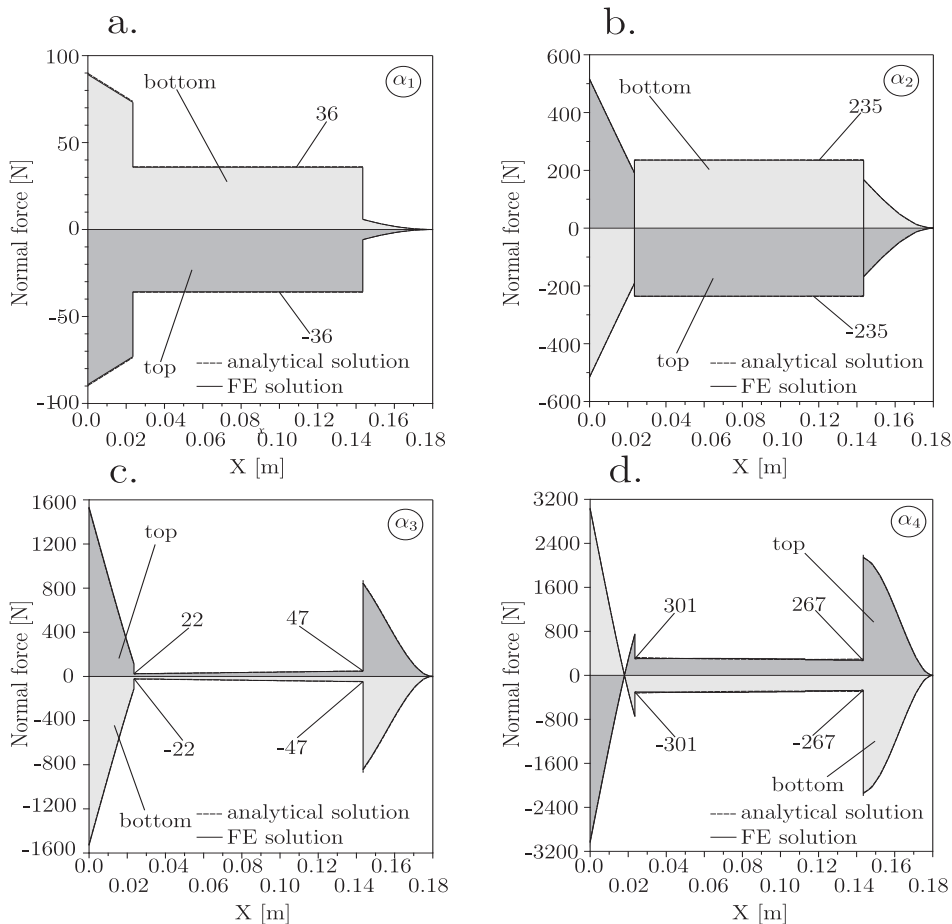 a.
α1
100
50
0
-50
-100
Normal force [N]
bottom
36
-36
top
analytical solution
FE solution
0.0 0.04 0.08 0.12 0.16
0.02 0.06 0.10 0.14 0.18
X [m]
b.
α2
600
400
200
0
-200
-400
-600
Normal force [N]
bottom
235
-235
top
analytical solution
FE solution
0.0 0.04 0.08 0.12 0.16
0.02 0.06 0.10 0.14 0.18
X [m]
c.
α3
1600
1200
800
400
0
-400
-800
-1200
-1600
Normal force [N]
top
22
47
-22
-47
bottom
analytical solution
FE solution
0.0 0.04 0.08 0.12 0.16
0.02 0.06 0.10 0.14 0.18
X [m]
d.
α4
3200
2400
1600
800
0
-800
-1600
-2400
-3200
Normal force [N]
top
301
267
-301
-267
bottom
analytical solution
FE solution
0.0 0.04 0.08 0.12 0.16
0.02 0.06 0.10 0.14 0.18
X [m]